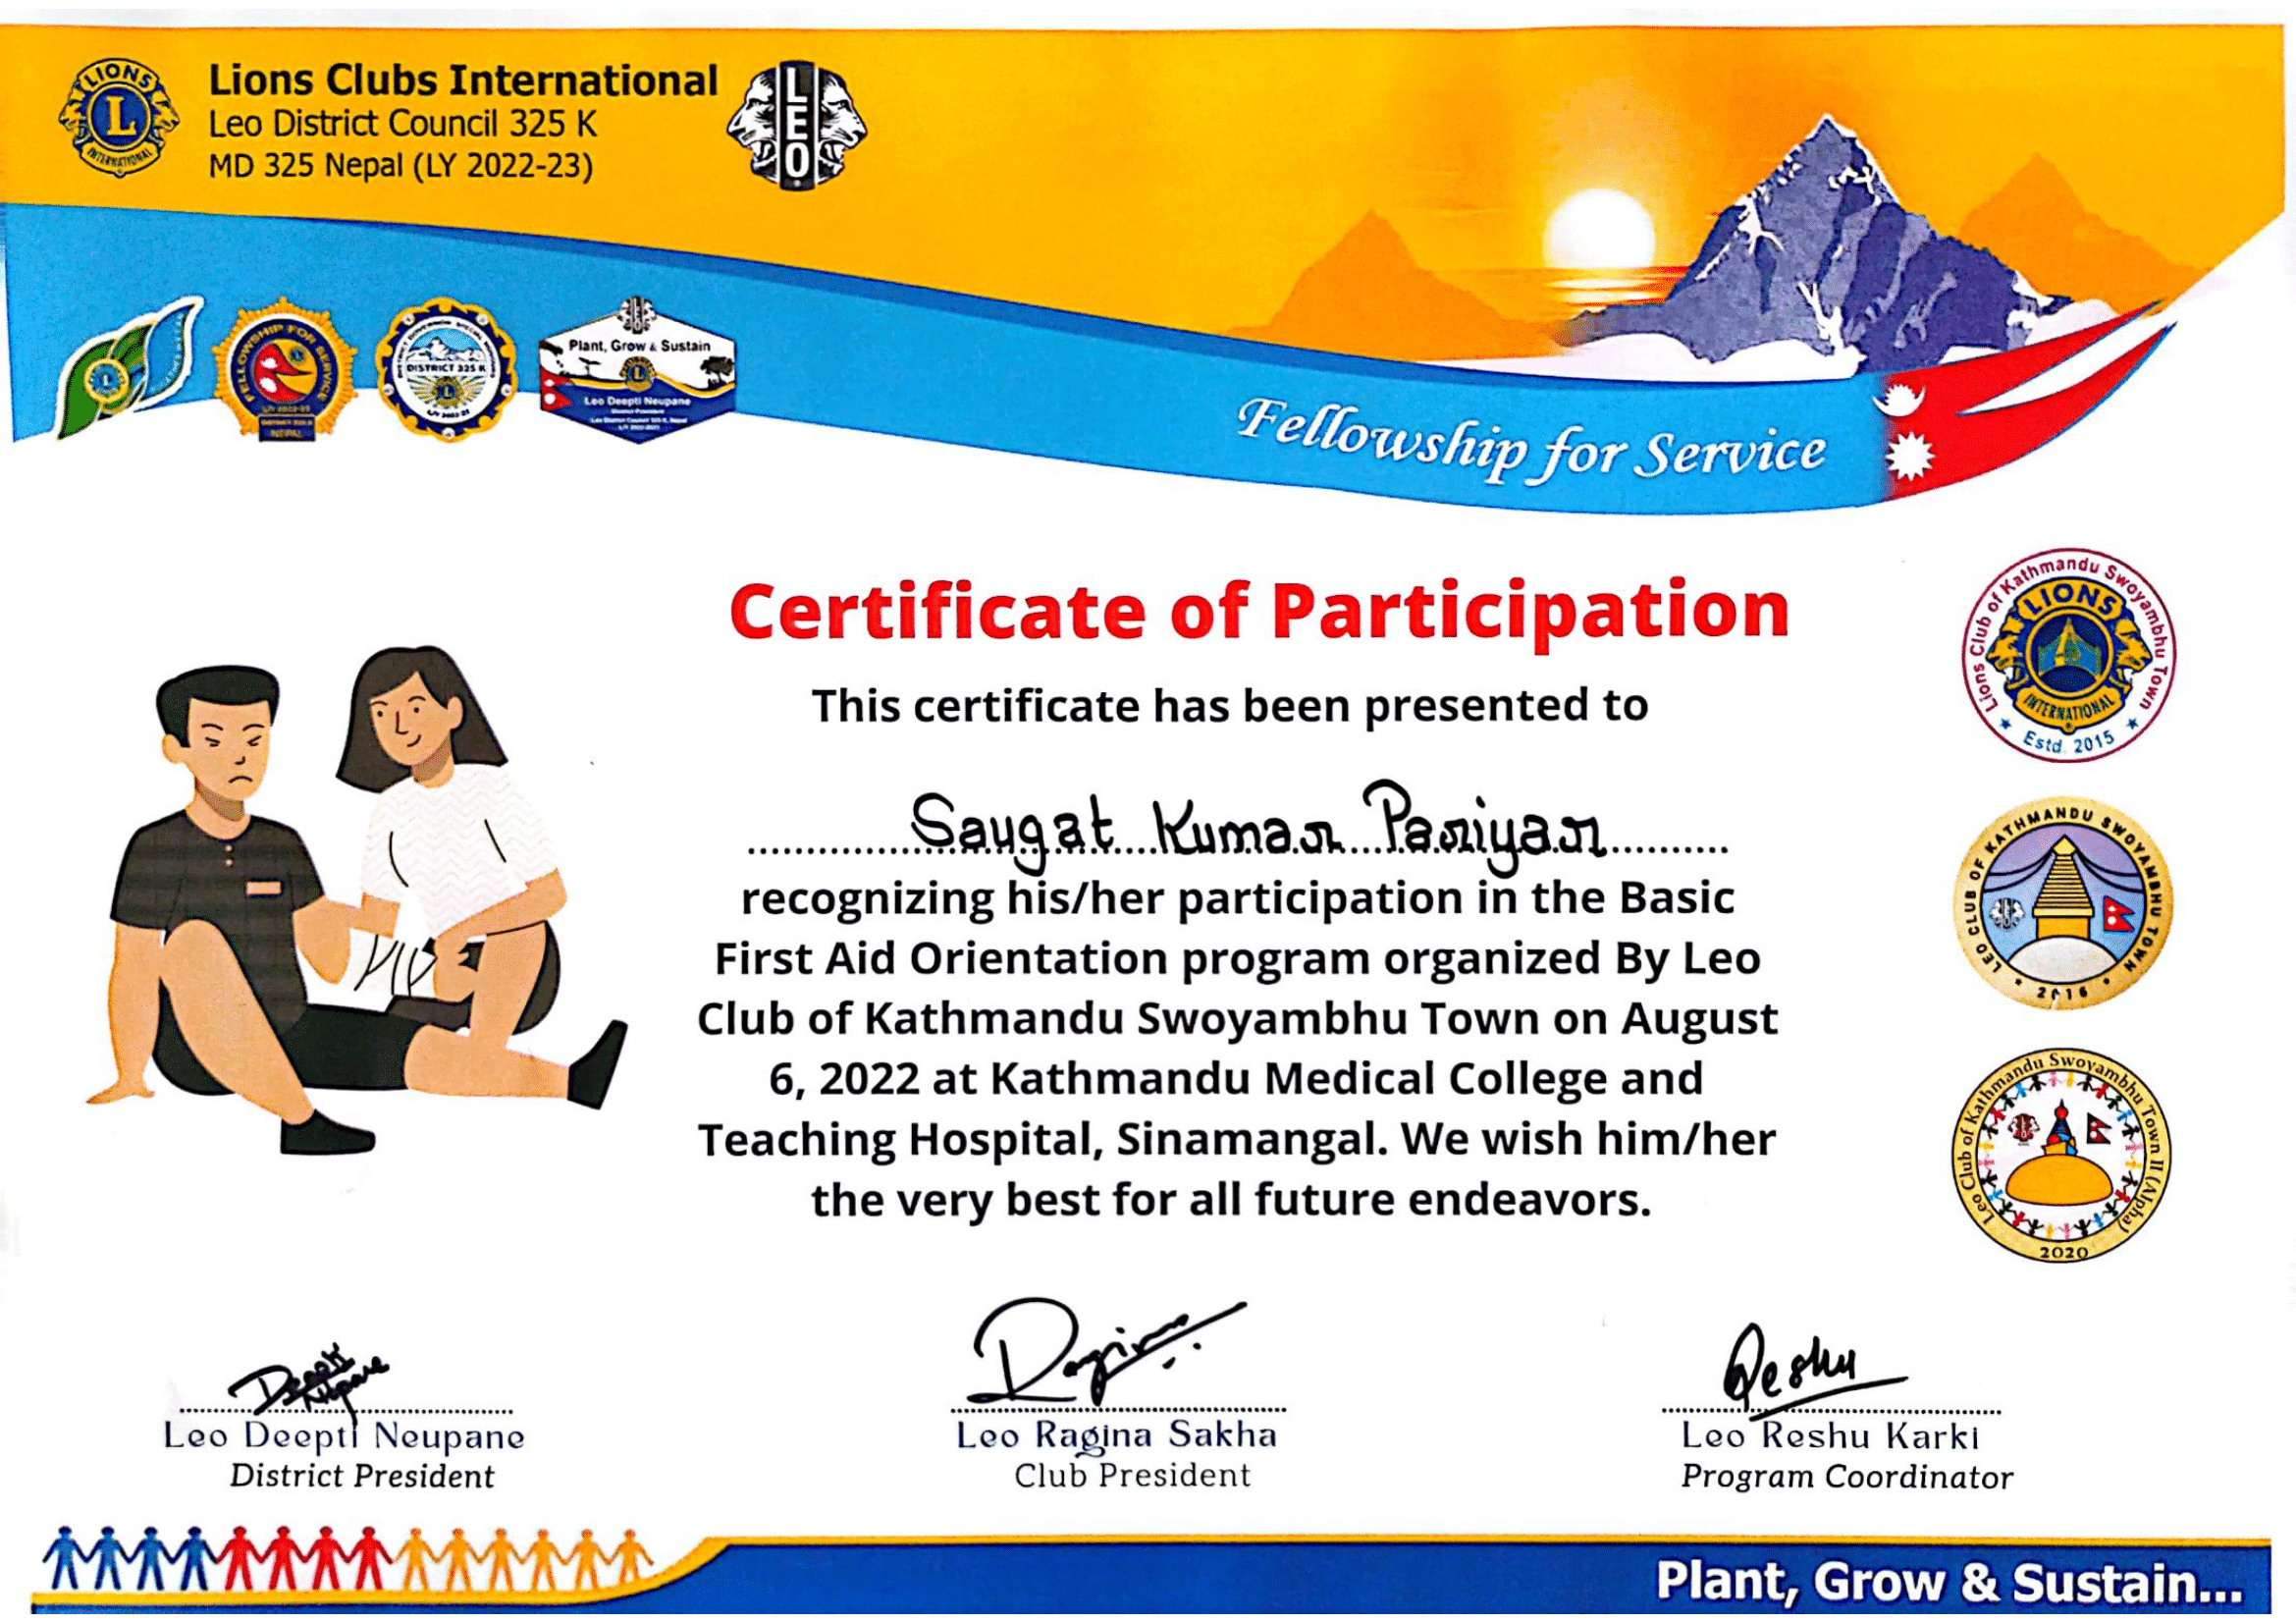 Lions Clubs International
Leo District Council 325 K
MD 325 Nepal (LY 2022-23)
LIONS
L
INTERNATIONAL
LEO
FELLOWSHIP FOR SERVICE
NEPAL
DISTRICT 325 K
Plant, Grow & Sustain
Leo Deepti Neupane
District President
Fellowship for Service
Certificate of Participation
This certificate has been presented to
Saugat Kumar Pariyar
recognizing his/her participation in the Basic
First Aid Orientation program organized By Leo
Club of Kathmandu Swoyambhu Town on August
6, 2022 at Kathmandu Medical College and
Teaching Hospital, Sinamangal. We wish him/her
the very best for all future endeavors.
Lions Club of Kathmandu Swoyambhu Town
LIONS
INTERNATIONAL
Estd. 2015
LEO CLUB OF KATHMANDU SWOYAMBHU TOWN
2016
Leo Club of Kathmandu Swoyambhu Town II (Alpha)
2020
Deepti Neupane
Ragina
Reshu
Leo Deepti Neupane
District President
Leo Ragina Sakha
Club President
Leo Reshu Karki
Program Coordinator
Plant, Grow & Sustain...